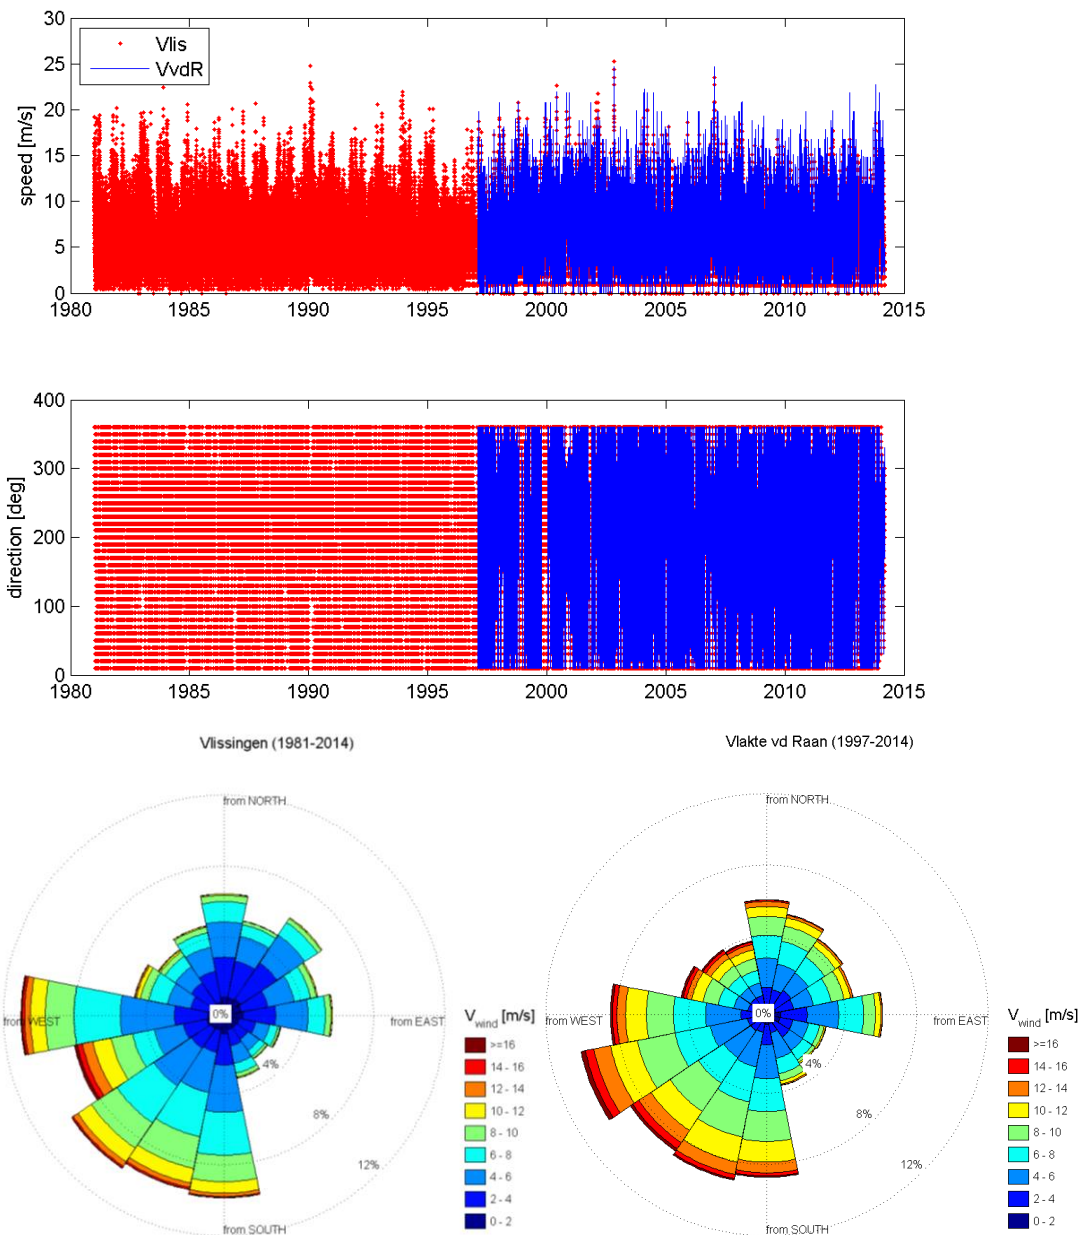 30
25
20
15
10
5
0
speed [m/s]
Vlis
VvdR
1980 1985 1990 1995 2000 2005 2010 2015
400
300
200
100
0
direction [deg]
1980 1985 1990 1995 2000 2005 2010 2015
Vlissingen (1981-2014)
from NORTH
from WEST
from EAST
from SOUTH
0%
4%
8%
12%
V_wind [m/s]
>=16
14 - 16
12 - 14
10 - 12
8 - 10
6 - 8
4 - 6
2 - 4
0 - 2
Vlakte vd Raan (1997-2014)
from NORTH
from WEST
from EAST
from SOUTH
0%
4%
8%
12%
V_wind [m/s]
>=16
14 - 16
12 - 14
10 - 12
8 - 10
6 - 8
4 - 6
2 - 4
0 - 2